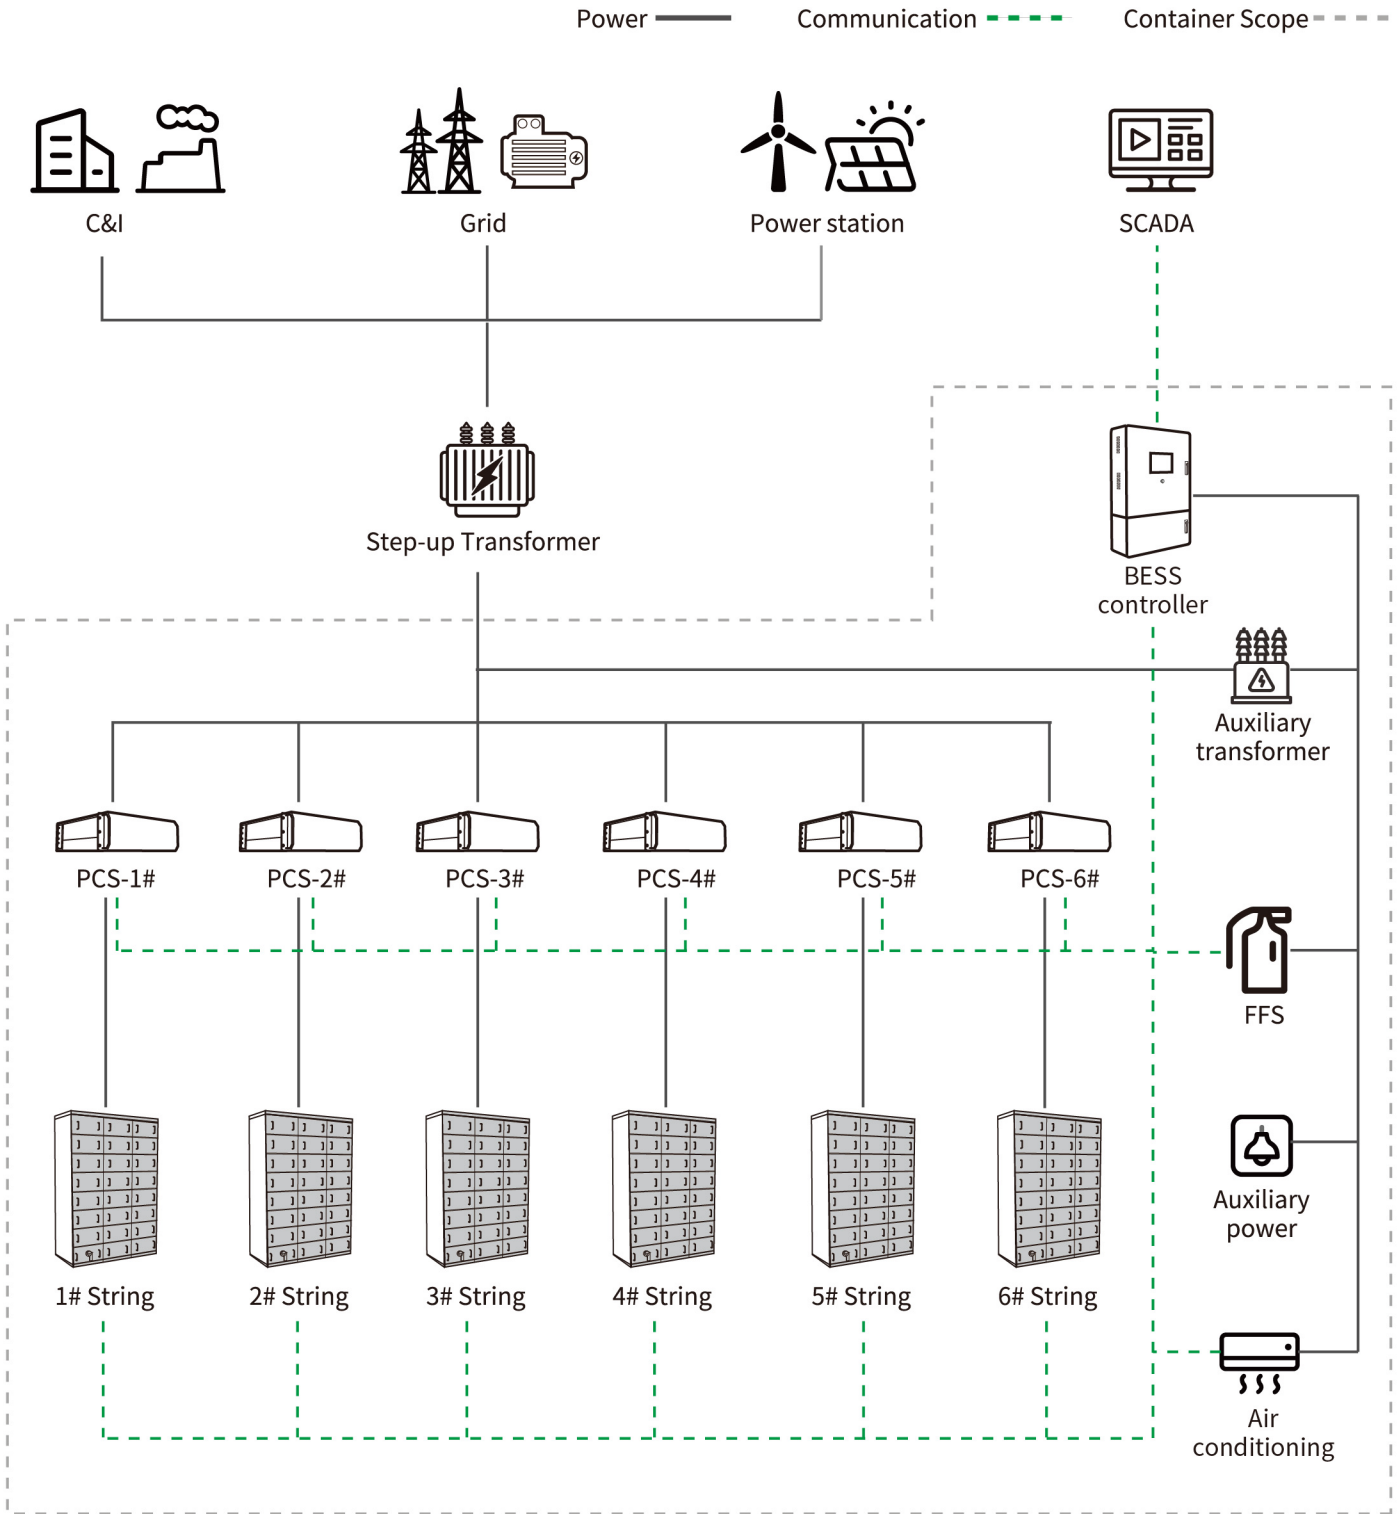 Power
Communication
Container Scope
C&I
Grid
Power station
SCADA
Step-up Transformer
BESS
controller
Auxiliary
transformer
PCS-1#
PCS-2#
PCS-3#
PCS-4#
PCS-5#
PCS-6#
FFS
Auxiliary
power
1# String
2# String
3# String
4# String
5# String
6# String
Air
conditioning